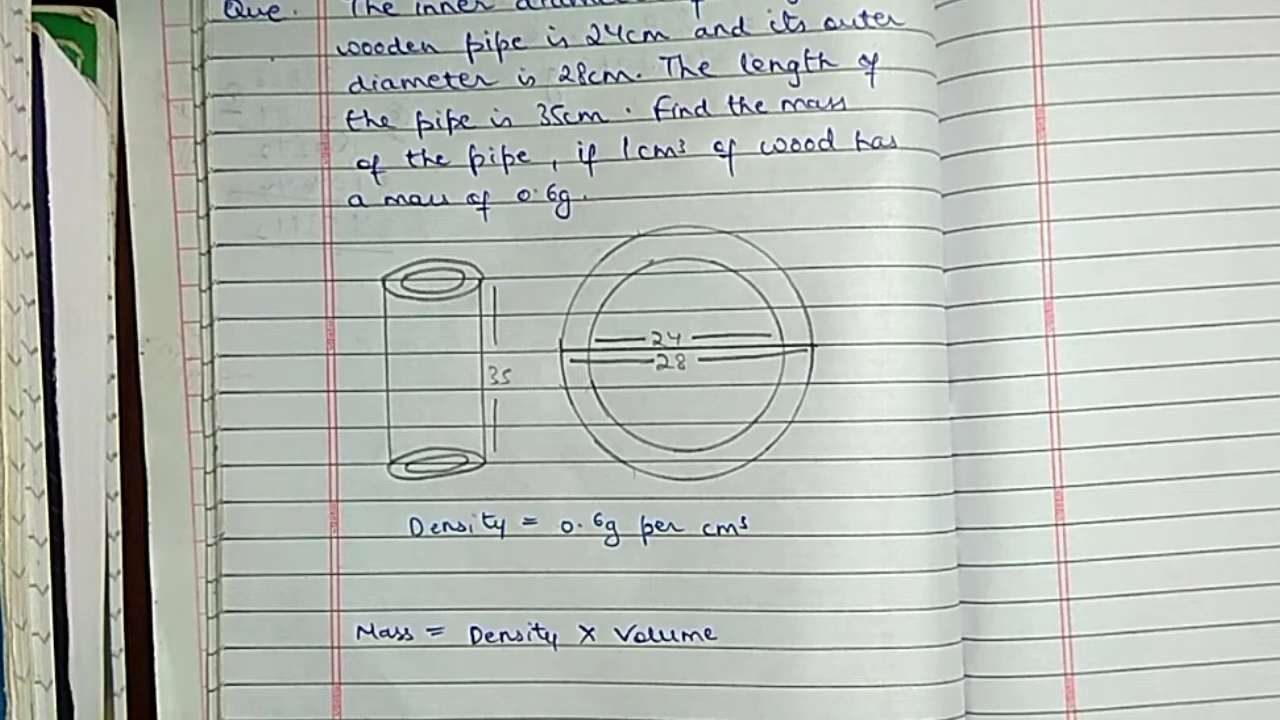 Que. The inner
wooden pipe is 24cm and its outer
diameter is 28cm. The length of
the pipe is 35cm. Find the mass
of the pipe, if 1cm³ of wood has
a mass of 0.6g.
24
28
35
Density = 0.6g per cm³
Mass = Density × Volume